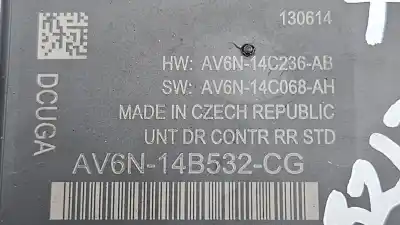 130614
HW: AV6N-14C236-AB
SW: AV6N-14C068-AH
MADE IN CZECH REPUBLIC
UNT DR CONTR RR STD
DCUGA
AV6N-14B532-CG